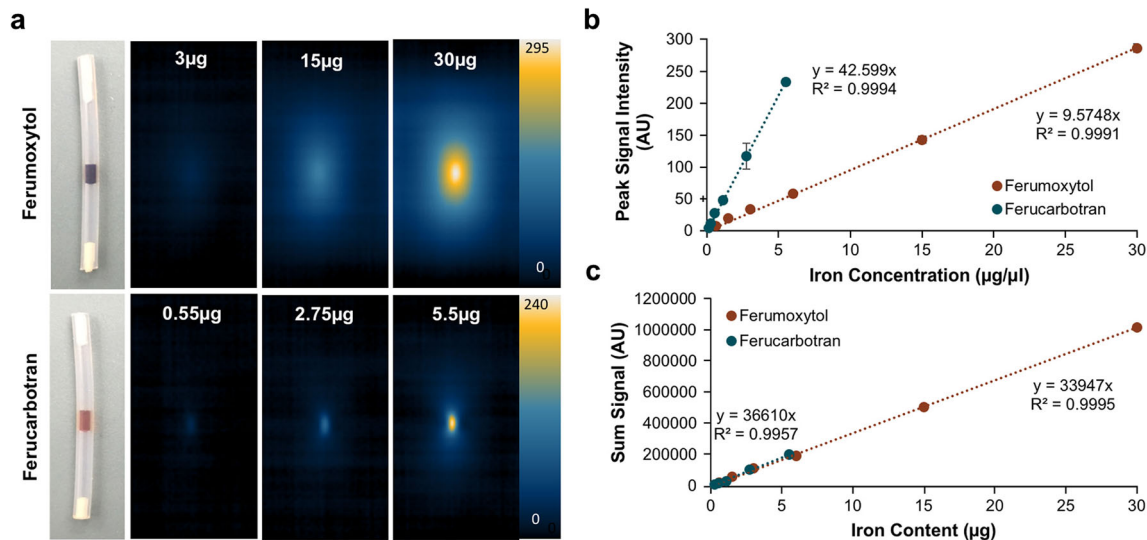 a
Ferumoxytol
3µg
15µg
30µg
295
0
Ferucarbotran
0.55µg
2.75µg
5.5µg
240
0
b
Peak Signal Intensity
(AU)
300
250
200
150
100
50
0
y = 42.599x
R² = 0.9994
y = 9.5748x
R² = 0.9991
Ferumoxytol
Ferucarbotran
0
5
10
15
20
25
30
Iron Concentration (µg/µl)
c
Sum Signal (AU)
1200000
1000000
800000
600000
400000
200000
0
Ferumoxytol
Ferucarbotran
y = 36610x
R² = 0.9957
y = 33947x
R² = 0.9995
0
5
10
15
20
25
30
Iron Content (µg)